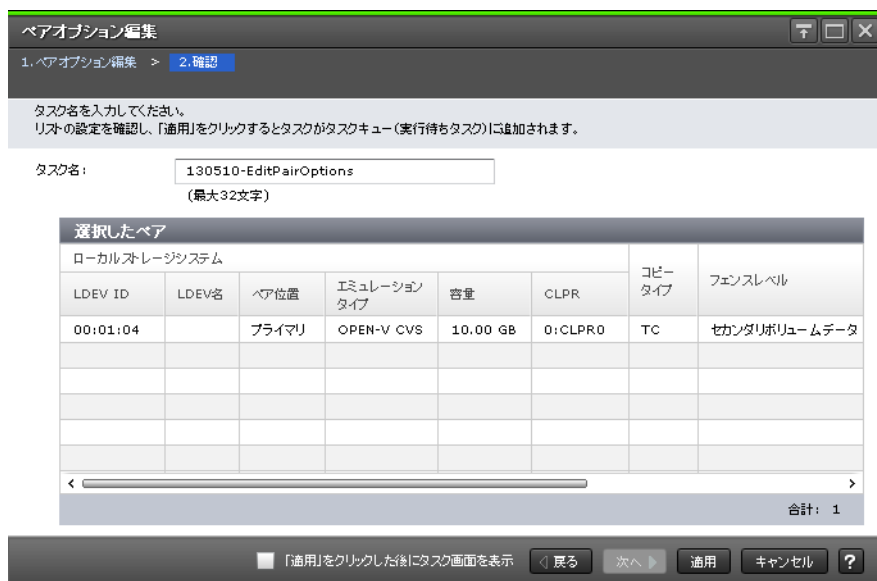 ペアオプション編集
1.ペアオプション編集 > 2.確認
タスク名を入力してください。
リストの設定を確認し、「適用」をクリックするとタスクがタスクキュー(実行待ちタスク)に追加されます。
タスク名: 130510-EditPairOptions
(最大32文字)
選択したペア
ローカルストレージシステム
コピー
タイプ
フェンスレベル
LDEV ID LDEV名 ペア位置 エミュレーション
タイプ
容量 CLPR
00:01:04 プライマリ OPEN-V CVS 10.00 GB 0:CLPR0 TC セカンダリボリュームデータ
合計: 1
「適用」をクリックした後にタスク画面を表示 戻る 次へ 適用 キャンセル ?